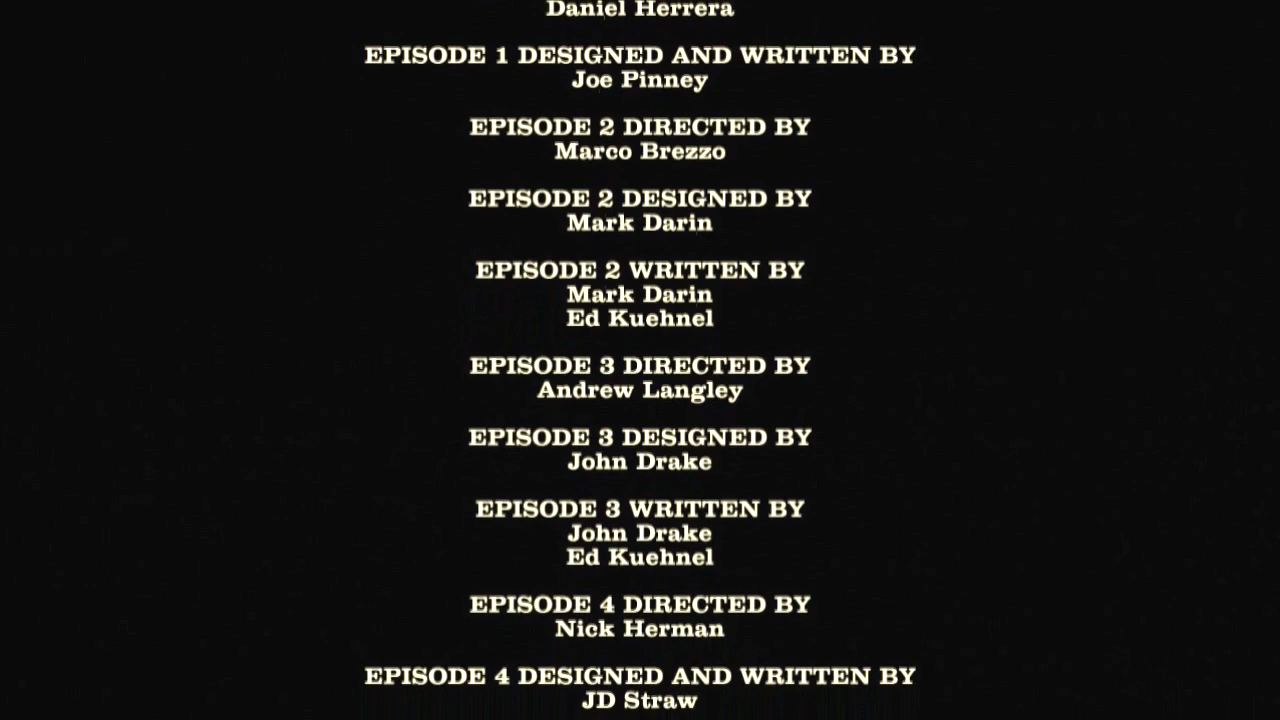 Daniel Herrera
EPISODE 1 DESIGNED AND WRITTEN BY
Joe Pinney
EPISODE 2 DIRECTED BY
Marco Brezzo
EPISODE 2 DESIGNED BY
Mark Darin
EPISODE 2 WRITTEN BY
Mark Darin
Ed Kuehnel
EPISODE 3 DIRECTED BY
Andrew Langley
EPISODE 3 DESIGNED BY
John Drake
EPISODE 3 WRITTEN BY
John Drake
Ed Kuehnel
EPISODE 4 DIRECTED BY
Nick Herman
EPISODE 4 DESIGNED AND WRITTEN BY
JD Straw